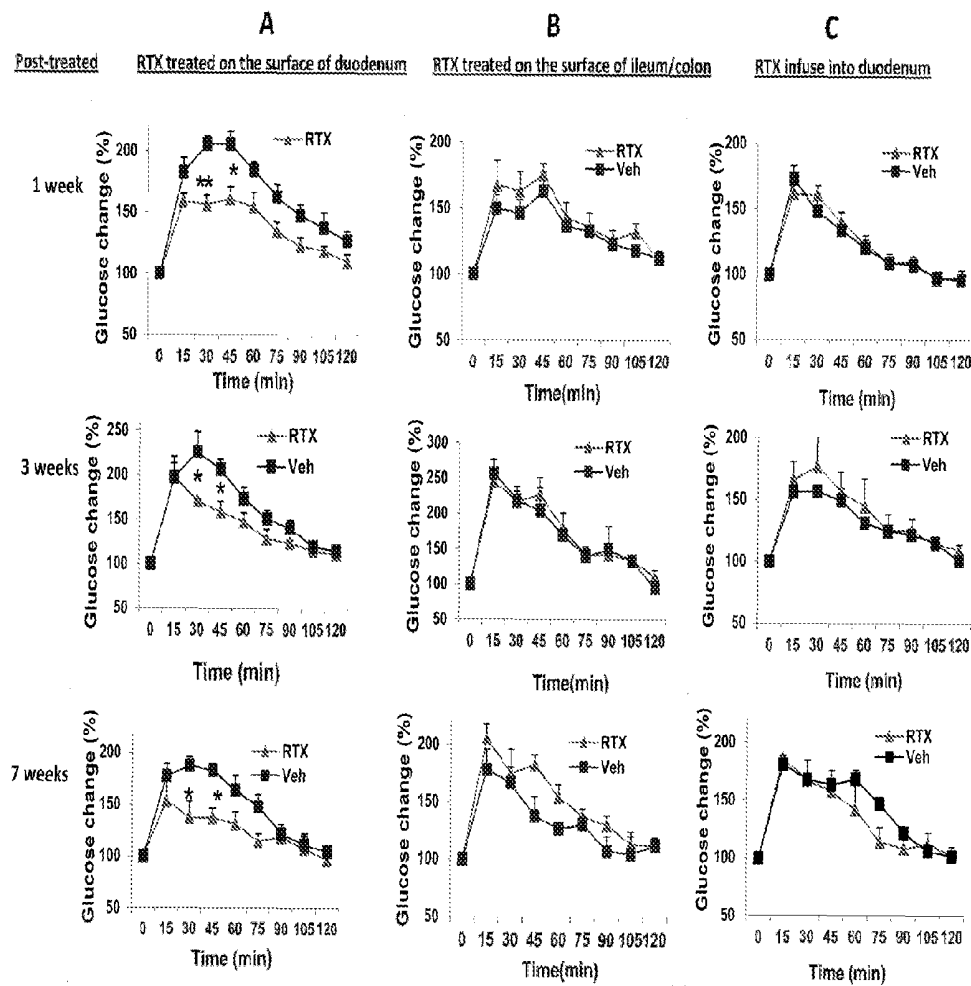 A B C
Post-treated RTX treated on the surface of duodenum RTX treated on the surface of ileum/colon RTX infuse into duodenum
1 week
Glucose change (%)
200
150
100
50
RTX
** *
0 15 30 45 60 75 90 105 120
Time (min)
Glucose change (%)
200
150
100
50
RTX
Veh
0 15 30 45 60 75 90 105 120
Time(min)
Glucose change (%)
200
150
100
50
RTX
Veh
0 15 30 45 60 75 90 105 120
Time (min)
3 weeks
Glucose change (%)
250
200
150
100
50
RTX
Veh
* *
0 15 30 45 60 75 90 105 120
Time (min)
Glucose change (%)
300
250
200
150
100
50
RTX
Veh
0 15 30 45 60 75 90 105 120
Time(min)
Glucose change (%)
200
150
100
50
RTX
Veh
0 15 30 45 60 75 90 105 120
Time (min)
7 weeks
Glucose change (%)
200
150
100
50
RTX
Veh
* *
0 15 30 45 60 75 90 105 120
Time (min)
Glucose change (%)
200
150
100
50
RTX
Veh
0 15 30 45 60 75 90 105 120
Time(min)
Glucose change (%)
200
150
100
50
RTX
Veh
0 15 30 45 60 75 90 105 120
Time (min)